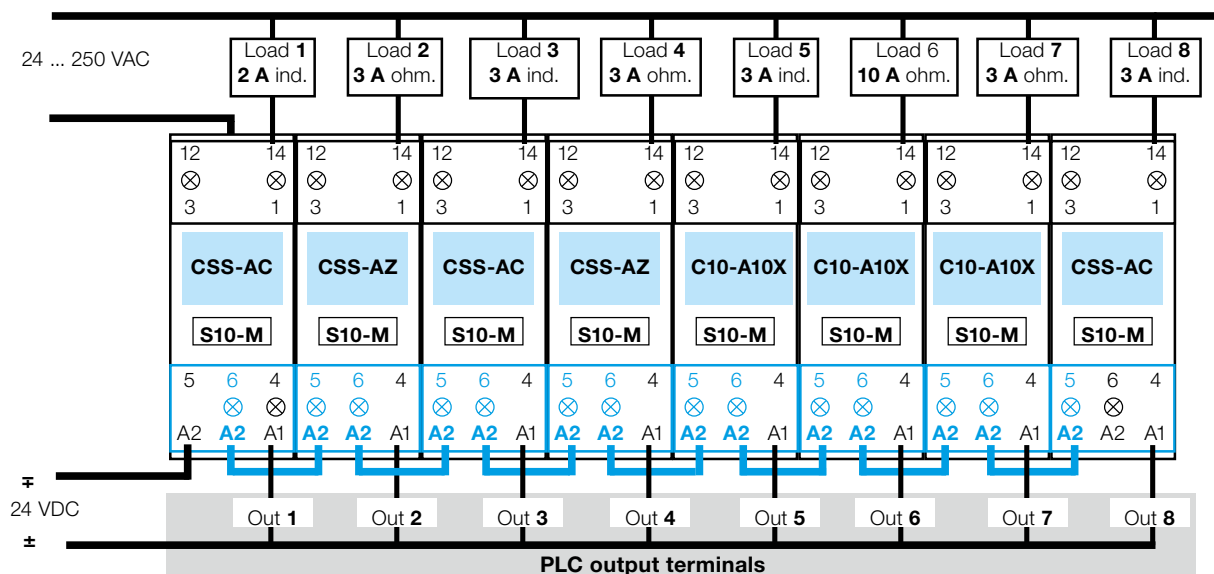 Load 1 Load 2 Load 3 Load 4 Load 5 Load 6 Load 7 Load 8
24 ... 250 VAC
2 A ind. 3 A ohm. 3 A ind. 3 A ohm. 3 A ind. 10 A ohm. 3 A ohm. 3 A ind.
12 14 12 14 12 14 12 14 12 14 12 14 12 14 12 14
3 1 3 1 3 1 3 1 3 1 3 1 3 1 3 1
CSS-AC CSS-AZ CSS-AC CSS-AZ C10-A10X C10-A10X C10-A10X CSS-AC
S10-M S10-M S10-M S10-M S10-M S10-M S10-M S10-M
5 6 4 5 6 4 5 6 4 5 6 4 5 6 4 5 6 4 5 6 4 5 6 4
A2 A2 A1 A2 A2 A1 A2 A2 A1 A2 A2 A1 A2 A2 A1 A2 A2 A1 A2 A2 A1 A2 A2 A1
∓
24 VDC
Out 1 Out 2 Out 3 Out 4 Out 5 Out 6 Out 7 Out 8
±
PLC output terminals